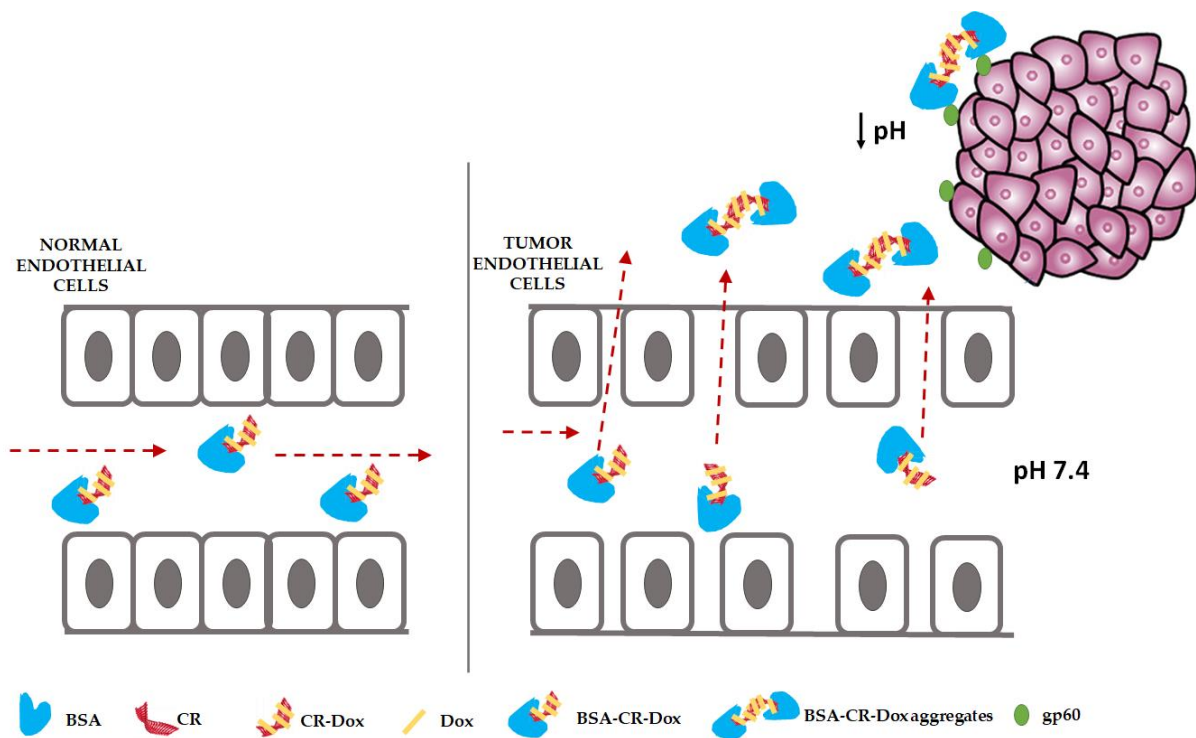 ↓ pH
NORMAL
ENDOTHELIAL
CELLS
TUMOR
ENDOTHELIAL
CELLS
pH 7.4
BSA
CR
CR-Dox
Dox
BSA-CR-Dox
BSA-CR-Dox aggregates
gp60